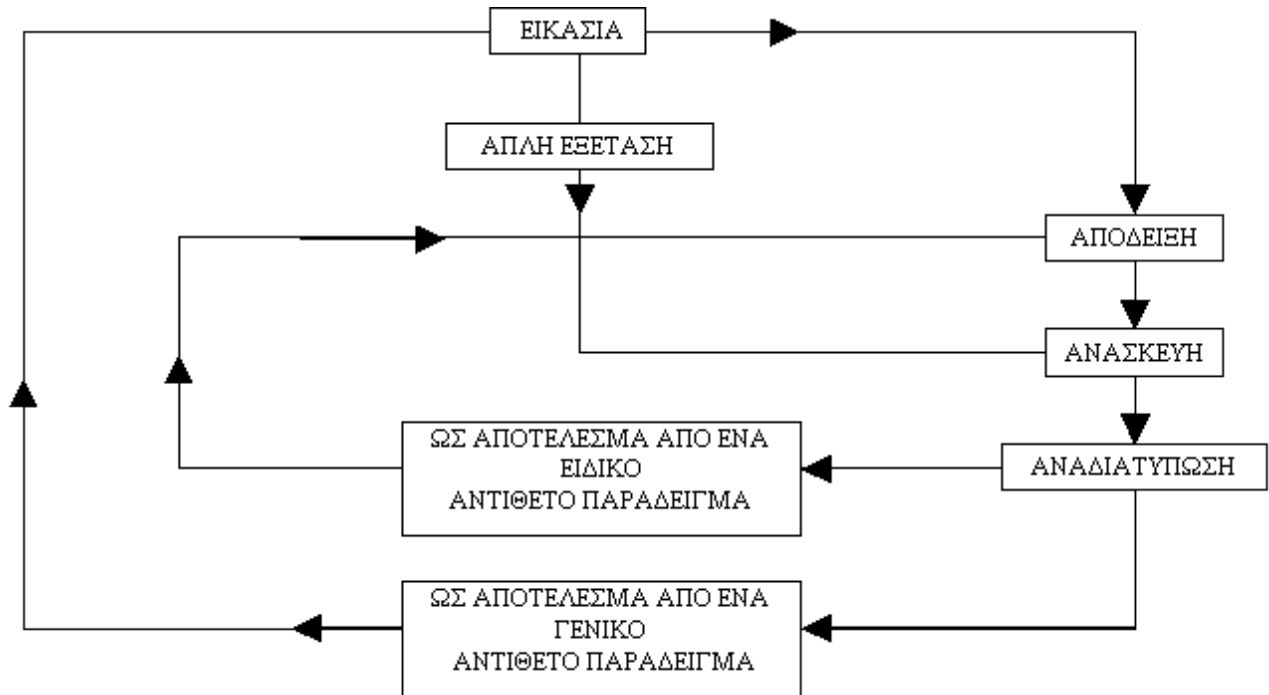 ΕΙΚΑΣΙΑ
ΑΠΛΗ ΕΞΕΤΑΣΗ
ΑΠΟΔΕΙΞΗ
ΑΝΑΣΚΕΥΗ
ΩΣ ΑΠΟΤΕΛΕΣΜΑ ΑΠΟ ΕΝΑ
ΕΙΔΙΚΟ
ΑΝΤΙΘΕΤΟ ΠΑΡΑΔΕΙΓΜΑ
ΑΝΑΔΙΑΤΥΠΩΣΗ
ΩΣ ΑΠΟΤΕΛΕΣΜΑ ΑΠΟ ΕΝΑ
ΓΕΝΙΚΟ
ΑΝΤΙΘΕΤΟ ΠΑΡΑΔΕΙΓΜΑ